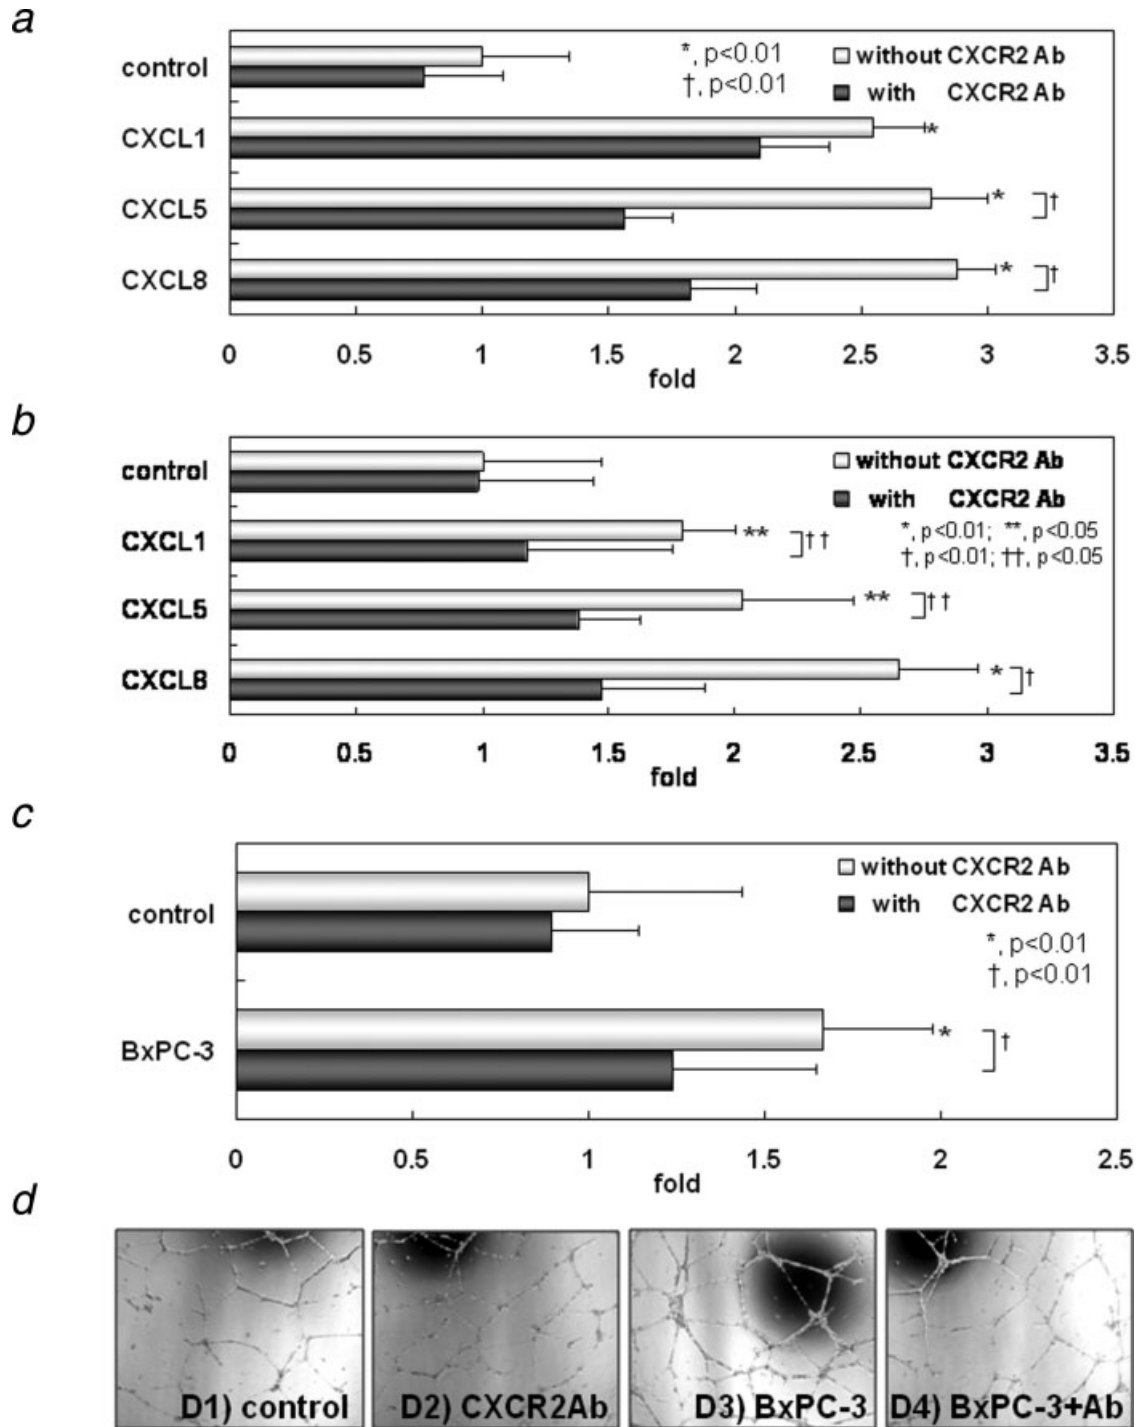 a
control
*, p<0.01
†, p<0.01
without CXCR2 Ab
with CXCR2 Ab
CXCL1
*
CXCL5
* †
CXCL8
* †
0 0.5 1 1.5 2 2.5 3 3.5
fold
b
control
without CXCR2 Ab
with CXCR2 Ab
*, p<0.01; **, p<0.05
†, p<0.01; ††, p<0.05
CXCL1
** ††
CXCL5
** ††
CXCL8
* †
0 0.5 1 1.5 2 2.5 3 3.5
fold
c
control
without CXCR2 Ab
with CXCR2 Ab
*, p<0.01
†, p<0.01
BxPC-3
* †
0 0.5 1 1.5 2 2.5
fold
d
D1) control
D2) CXCR2Ab
D3) BxPC-3
D4) BxPC-3+Ab